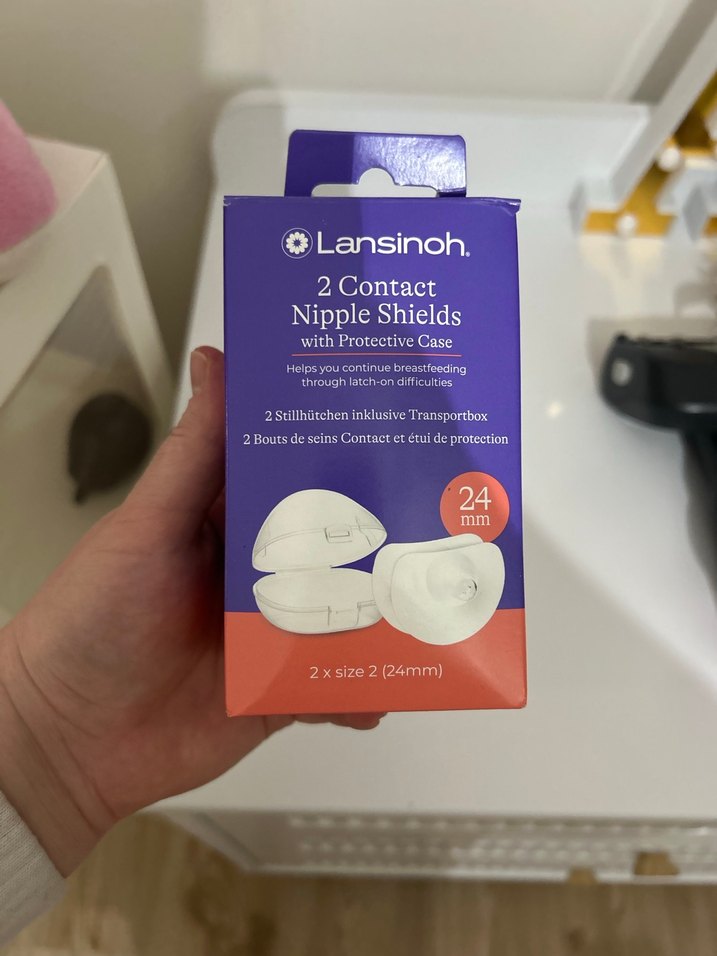 Lansinoh®
2 Contact
Nipple Shields
with Protective Case
Helps you continue breastfeeding
through latch-on difficulties
2 Stillhütchen inklusive Transportbox
2 Bouts de seins Contact et étui de protection
24
mm
2 x size 2 (24mm)